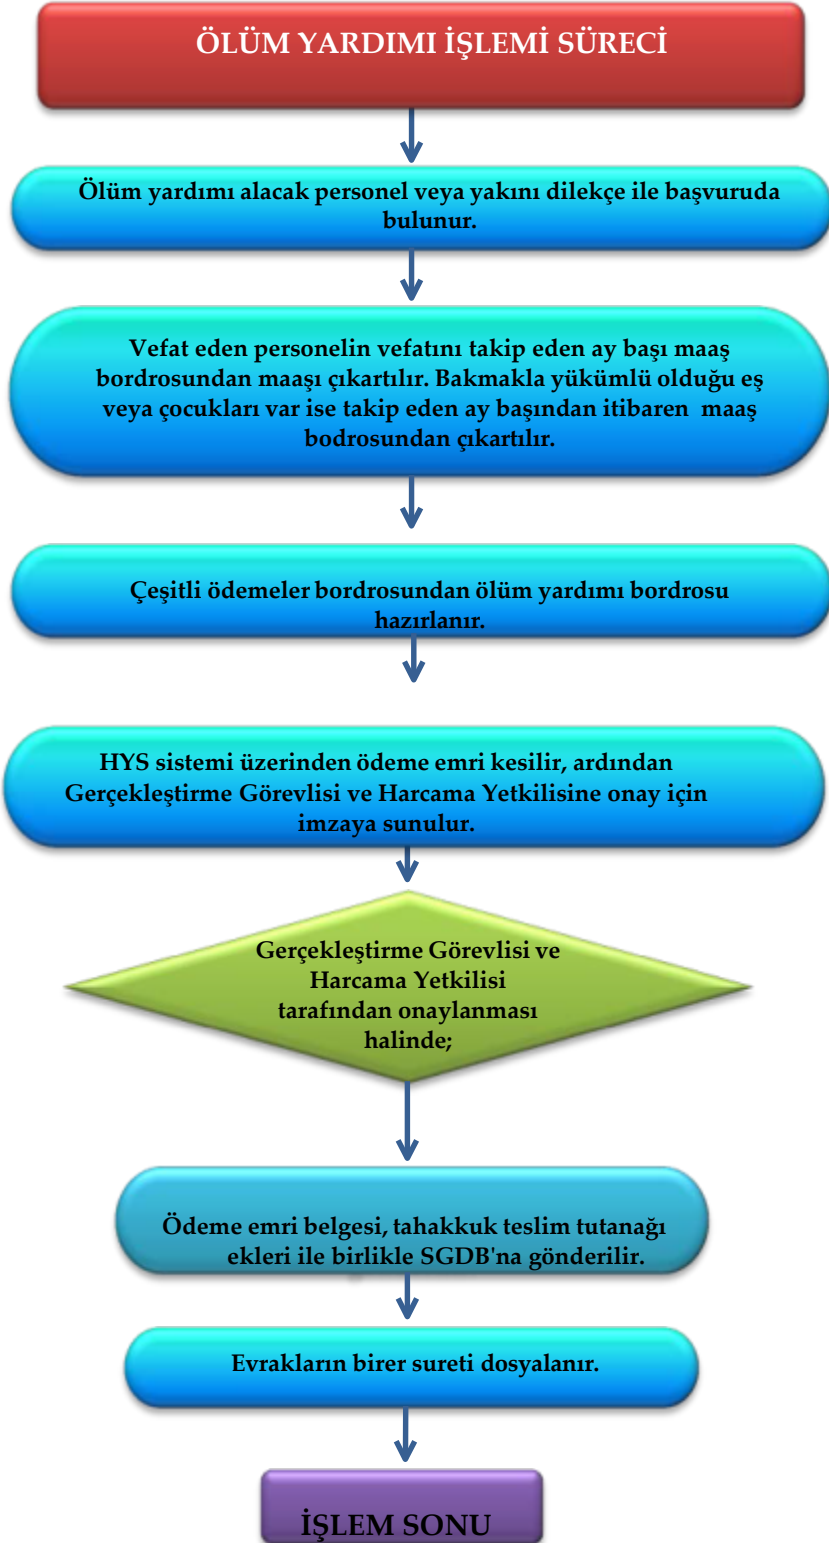 ÖLÜM YARDIMI İŞLEMİ SÜRECİ
Ölüm yardımı alacak personel veya yakını dilekçe ile başvuruda
bulunur.
Vefat eden personelin vefatını takip eden ay başı maaş
bordrosundan maaşı çıkartılır. Bakmakla yükümlü olduğu eş
veya çocukları var ise takip eden ay başından itibaren maaş
bodrosundan çıkartılır.
Çeşitli ödemeler bordrosundan ölüm yardımı bordrosu
hazırlanır.
HYS sistemi üzerinden ödeme emri kesilir, ardından
Gerçekleştirme Görevlisi ve Harcama Yetkilisine onay için
imzaya sunulur.
Gerçekleştirme Görevlisi ve
Harcama Yetkilisi
tarafından onaylanması
halinde;
Ödeme emri belgesi, tahakkuk teslim tutanağı
ekleri ile birlikte SGDB'na gönderilir.
Evrakların birer sureti dosyalanır.
İŞLEM SONU